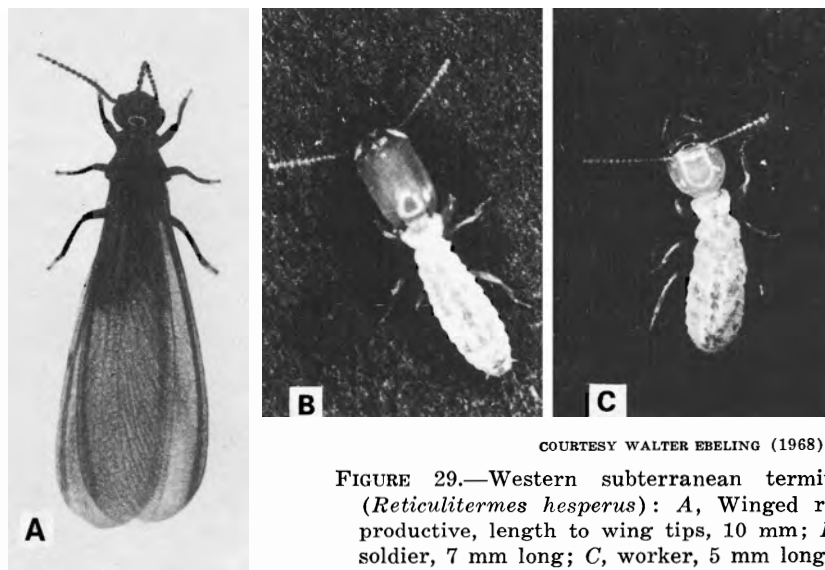 A
B
C
COURTESY WALTER EBELING (1968)
FIGURE 29.—Western subterranean termi
(Reticulitermes hesperus): A, Winged r
productive, length to wing tips, 10 mm;
soldier, 7 mm long; C, worker, 5 mm long